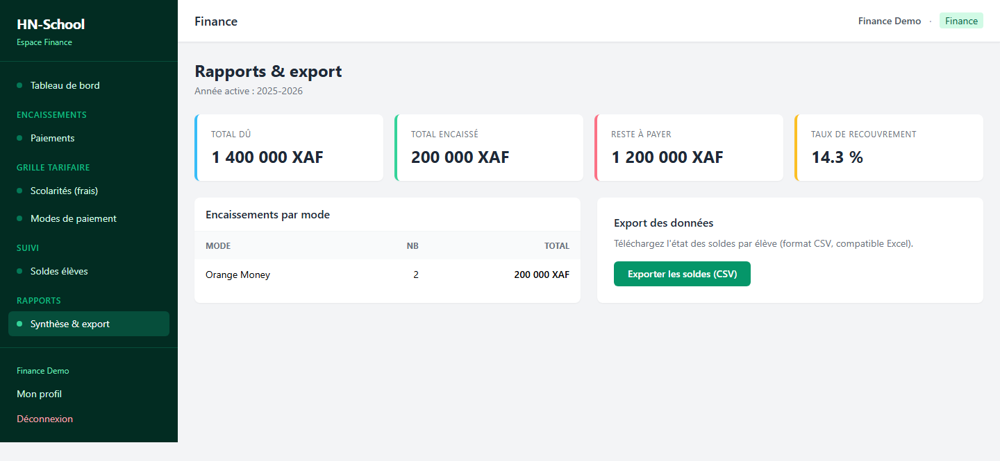 HN-School
Espace Finance
Tableau de bord
ENCAISSEMENTS
Paiements
GRILLE TARIFAIRE
Scolarités (frais)
Modes de paiement
SUIVI
Soldes élèves
RAPPORTS
Synthèse & export
Finance Demo
Mon profil
Déconnexion
Finance
Finance Demo · Finance
Rapports & export
Année active : 2025-2026
TOTAL DÛ
1 400 000 XAF
TOTAL ENCAISSÉ
200 000 XAF
RESTE À PAYER
1 200 000 XAF
TAUX DE RECOUVREMENT
14.3 %
Encaissements par mode
MODE NB TOTAL
Orange Money 2 200 000 XAF
Export des données
Téléchargez l'état des soldes par élève (format CSV, compatible Excel).
Exporter les soldes (CSV)